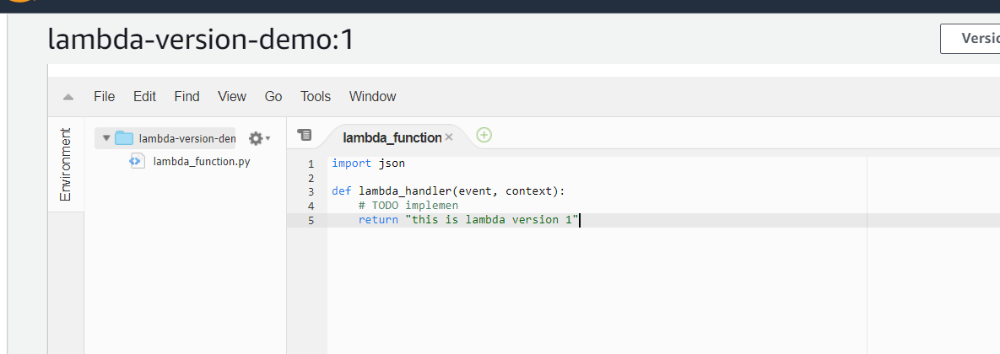 lambda-version-demo:1
File Edit Find View Go Tools Window
Environment
lambda-version-den
lambda_function.py
lambda_function
1 import json
2
3 def lambda_handler(event, context):
4 # TODO implemen
5 return "this is lambda version 1"